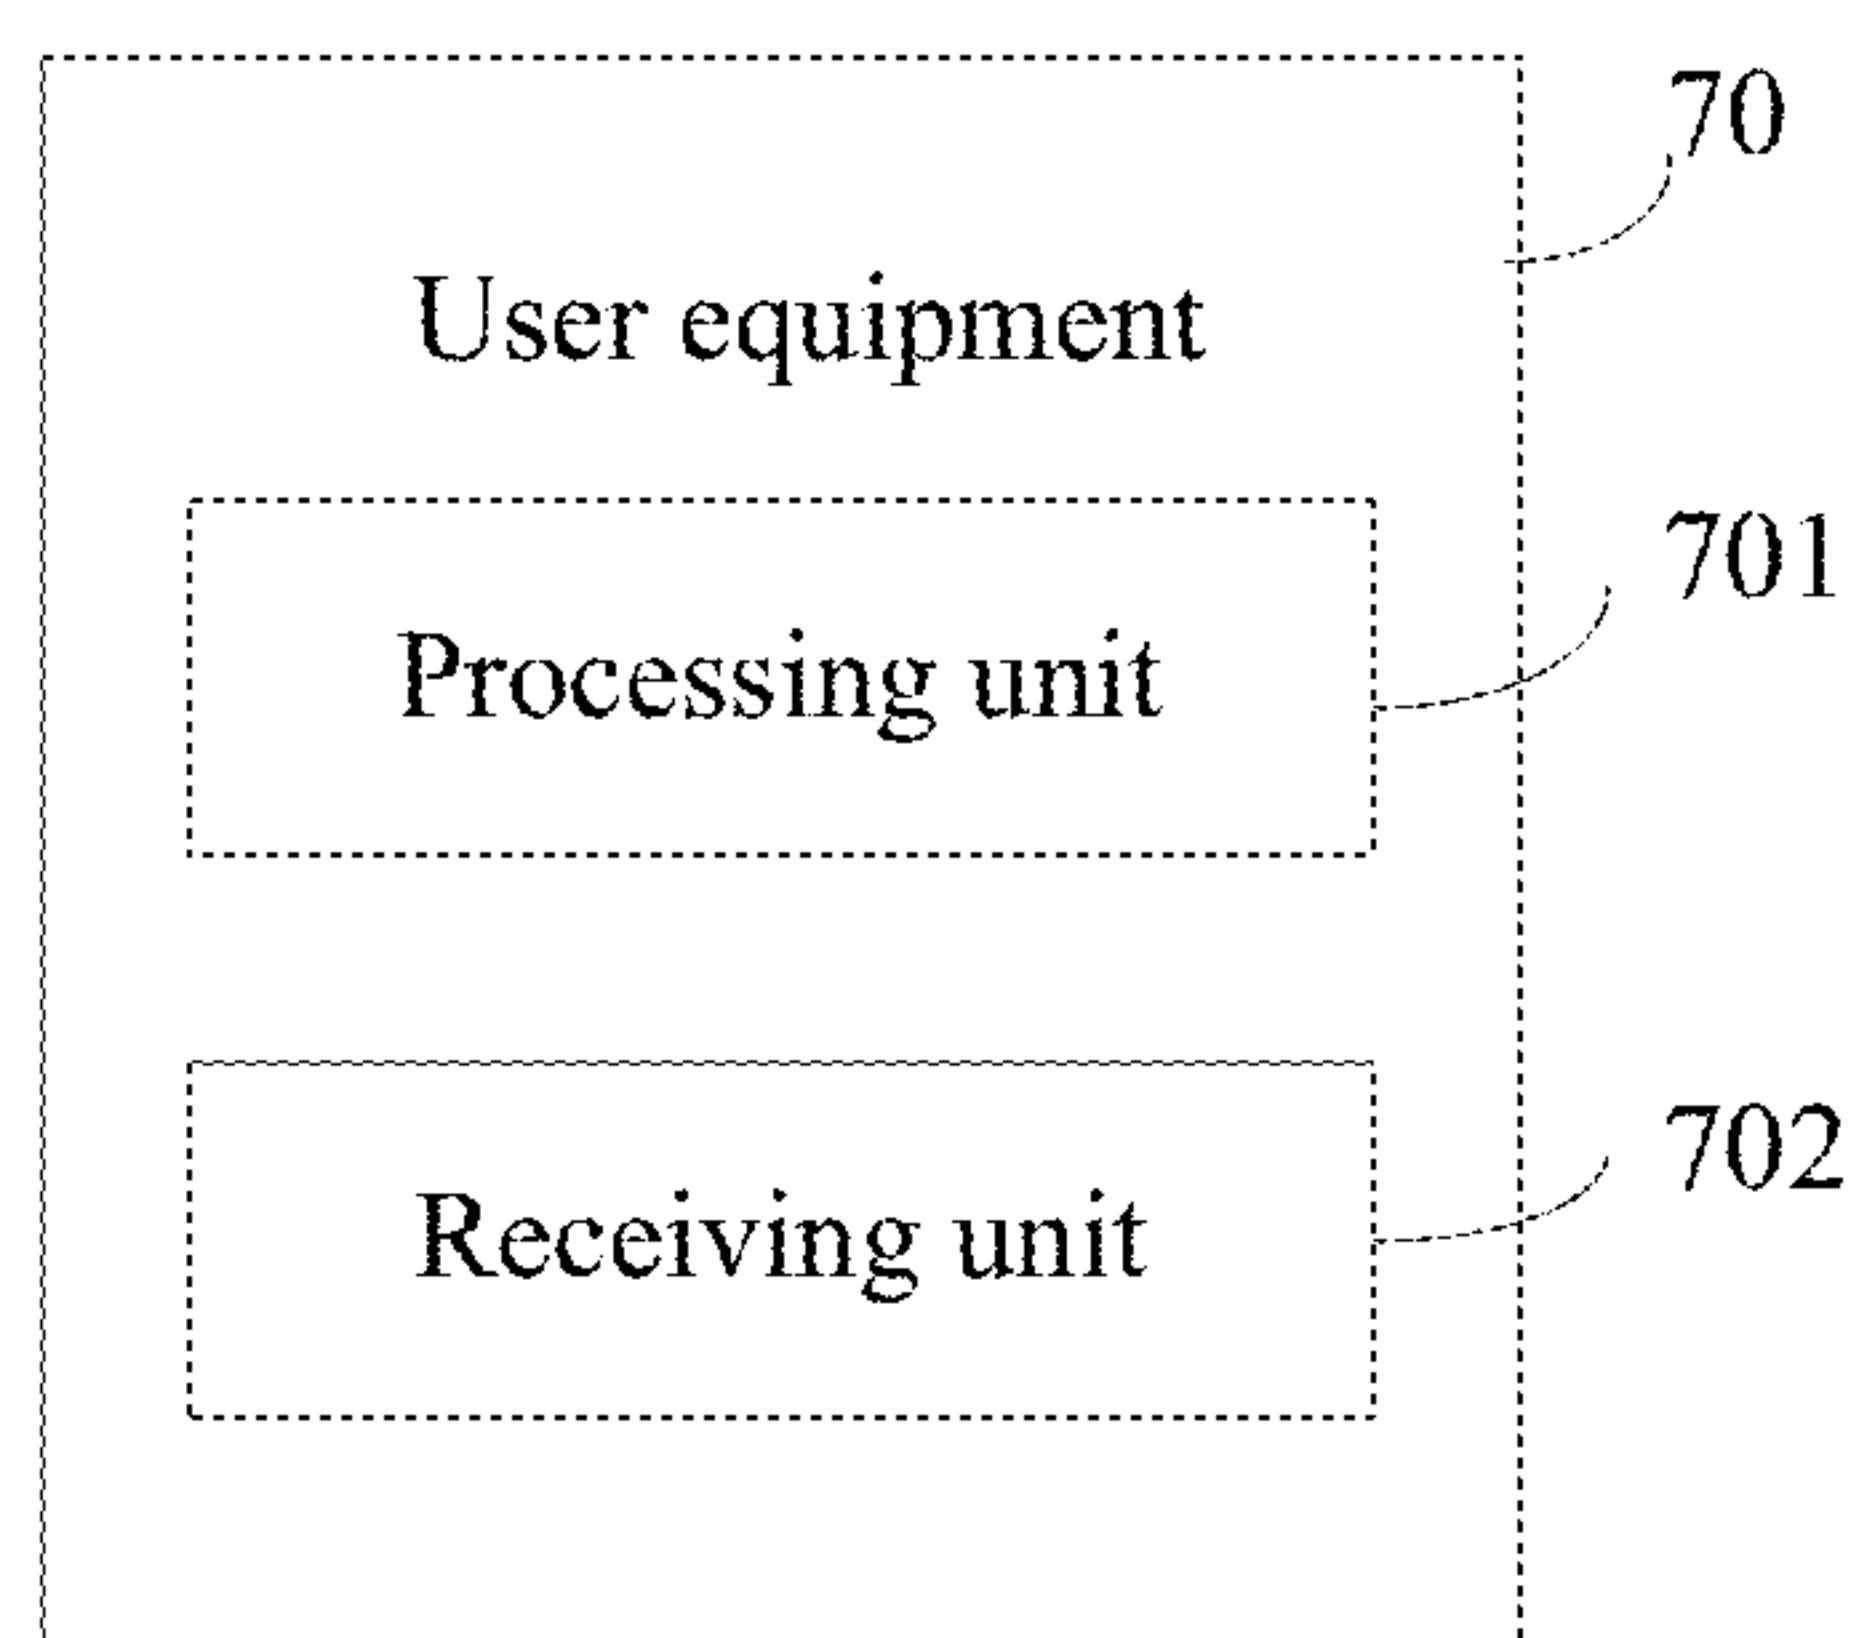 70
User equipment
701
Processing unit
702
Receiving unit